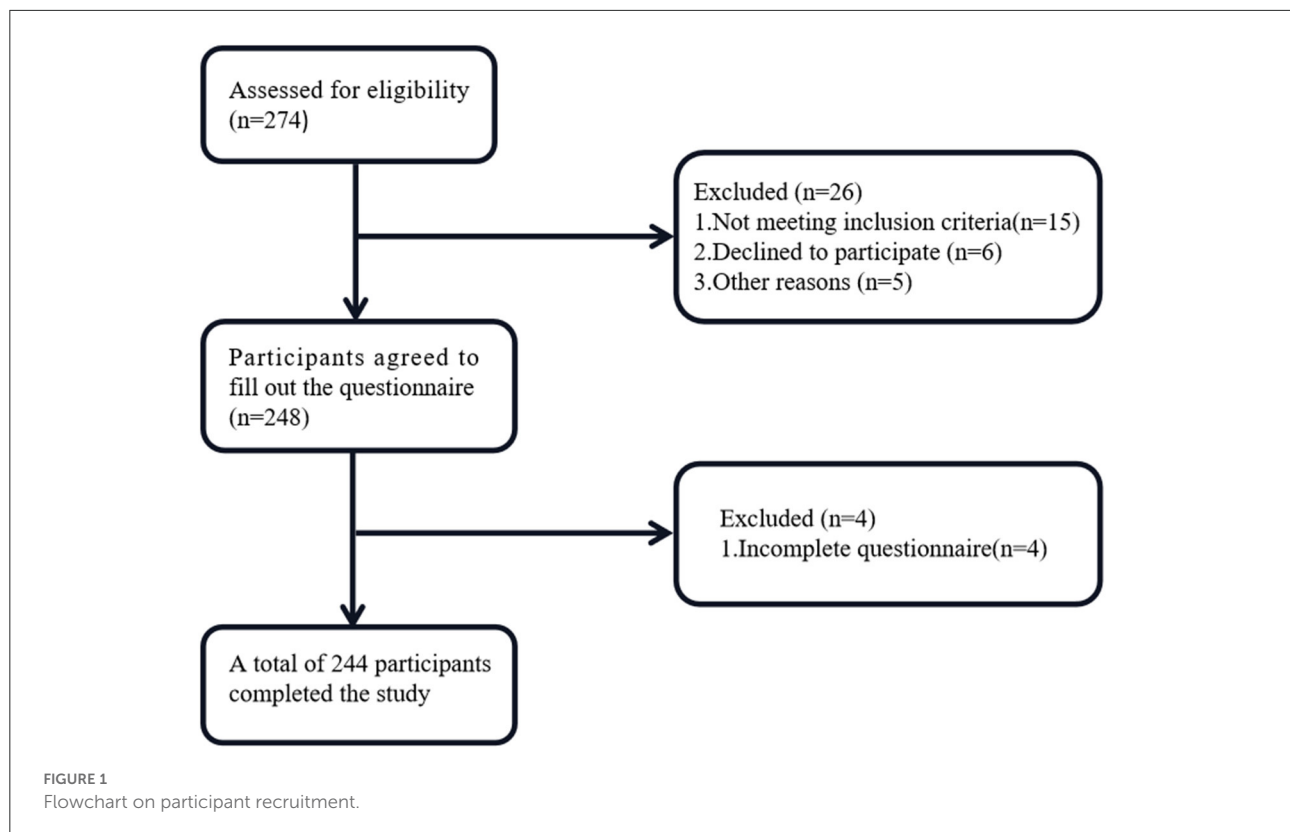 Assessed for eligibility
(n=274)
Excluded (n=26)
1.Not meeting inclusion criteria(n=15)
2.Declined to participate (n=6)
3.Other reasons (n=5)
Participants agreed to
fill out the questionnaire
(n=248)
Excluded (n=4)
1.Incomplete questionnaire(n=4)
A total of 244 participants
completed the study
FIGURE 1
Flowchart on participant recruitment.